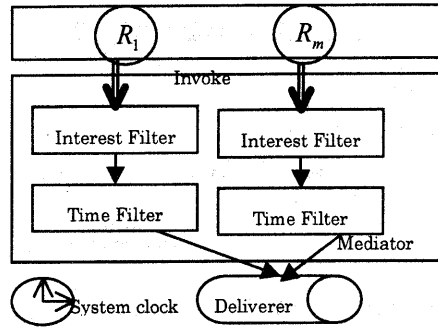 R1 Rm
Invoke
Interest Filter Interest Filter
Time Filter Time Filter
Mediator
System clock Deliverer